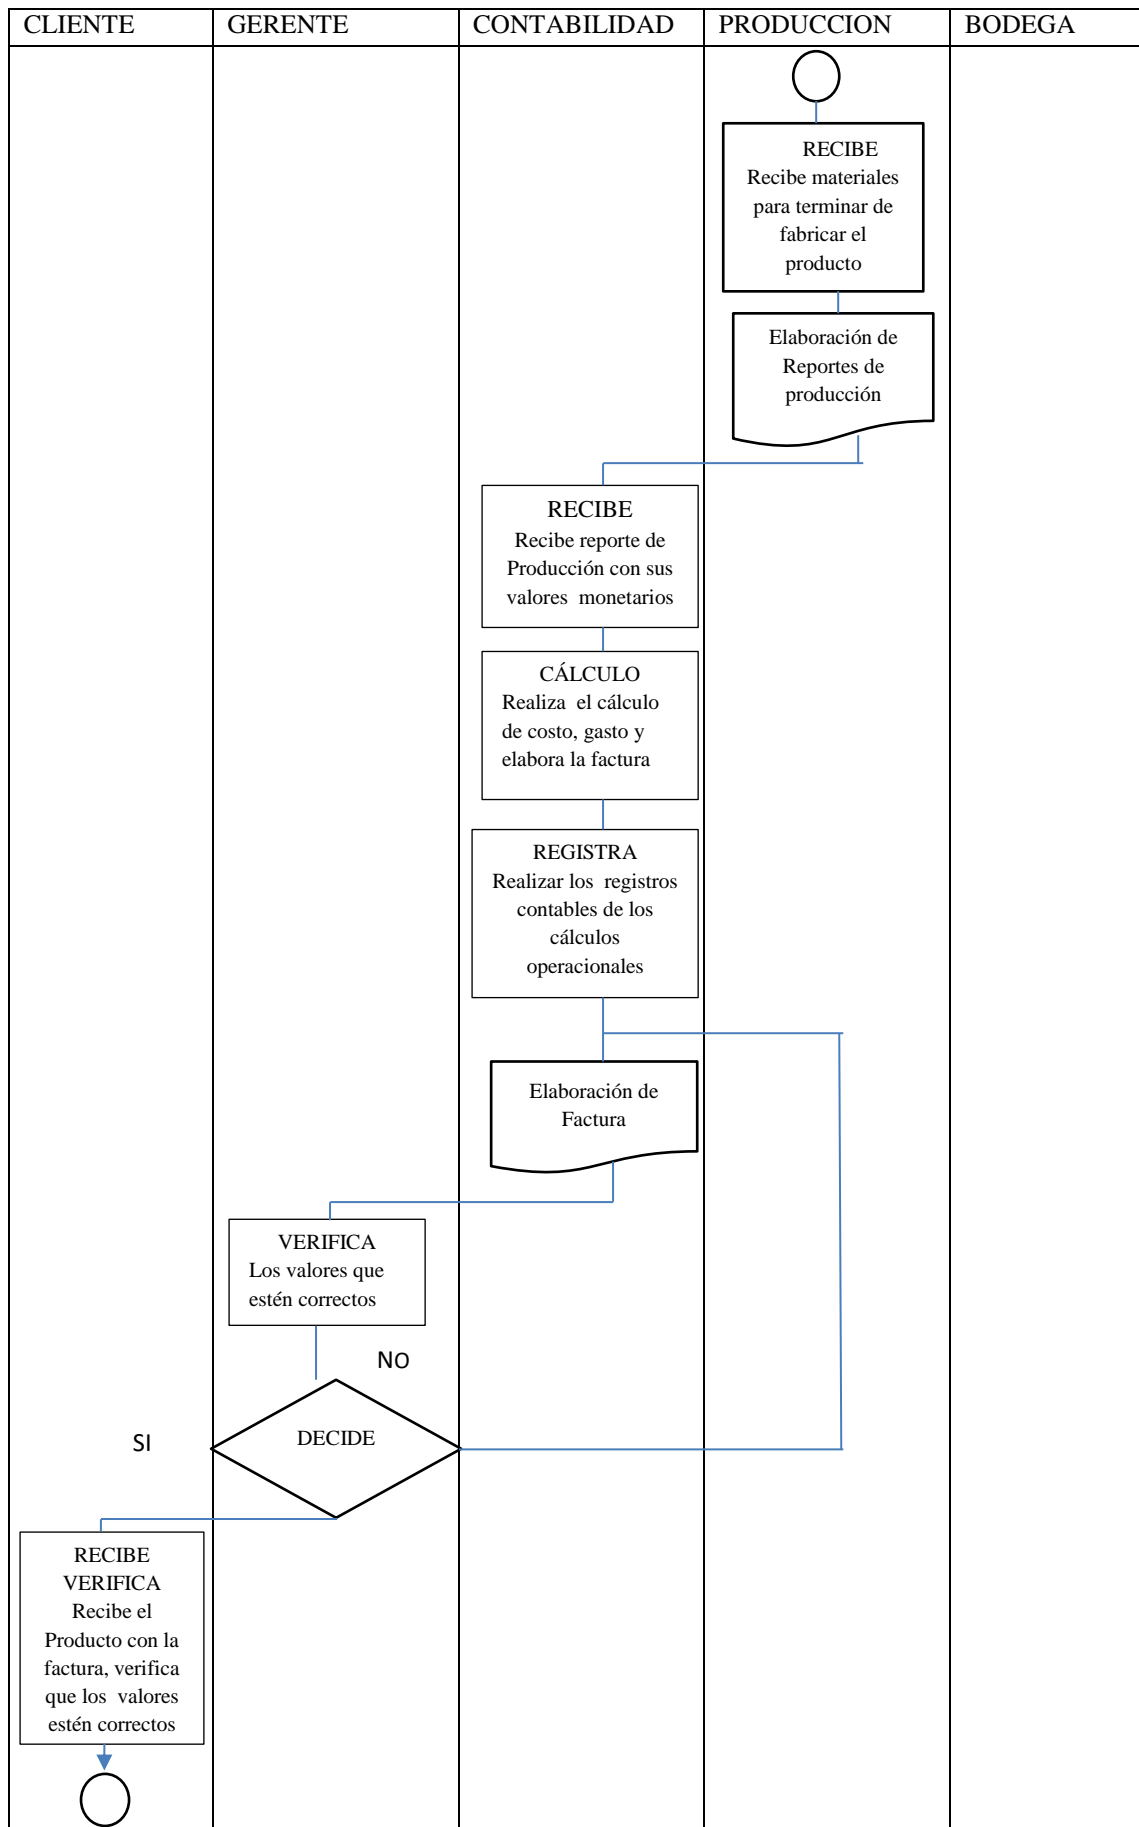 CLIENTE GERENTE CONTABILIDAD PRODUCCION BODEGA
RECIBE
Recibe materiales
para terminar de
fabricar el
producto
Elaboración de
Reportes de
producción
RECIBE
Recibe reporte de
Producción con sus
valores monetarios
CÁLCULO
Realiza el cálculo
de costo, gasto y
elabora la factura
REGISTRA
Realizar los registros
contables de los
cálculos
operacionales
Elaboración de
Factura
VERIFICA
Los valores que
estén correctos
NO
SI
DECIDE
RECIBE
VERIFICA
Recibe el
Producto con la
factura, verifica
que los valores
estén correctos